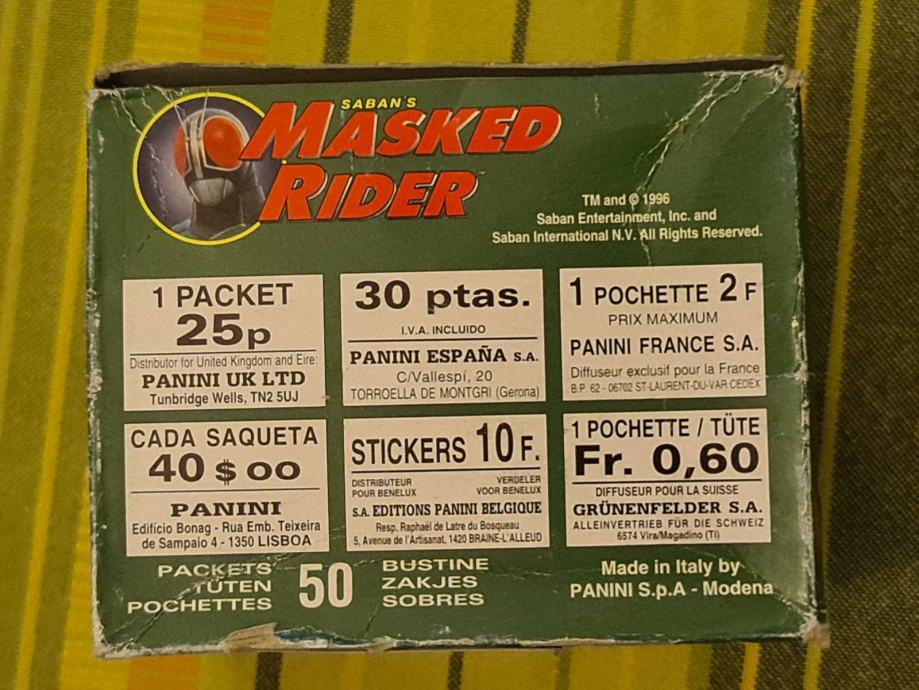 SABAN'S
MASKED
RIDER™
TM and © 1996
Saban Entertainment, Inc. and
Saban International N.V. All Rights Reserved.
1 PACKET
25p
Distributor for United Kingdom and Eire:
PANINI UK LTD
Tunbridge Wells, TN2 5UJ
30 ptas.
I.V.A. INCLUIDO
PANINI ESPAÑA S.A.
C/Vallespí, 20
TORROELLA DE MONTGRI (Gerona)
1 POCHETTE 2 F
PRIX MAXIMUM
PANINI FRANCE S.A.
Diffuseur exclusif pour la France
B.P. 62 - 06702 ST-LAURENT-DU-VAR CEDEX
CADA SAQUETA
40 $ 00
PANINI
Edifício Bonag - Rua Emb. Teixeira
de Sampaio 4 - 1350 LISBOA
STICKERS 10 F.
DISTRIBUTEUR VERDELER
POUR BENELUX VOOR BENELUX
S.A. EDITIONS PANINI BELGIQUE
Resp. Raphaël de Latre du Bosqueau
5, Avenue de l'Artisanat, 1420 BRAINE-L'ALLEUD
1 POCHETTE / TÜTE
Fr. 0,60
DIFFUSEUR POUR LA SUISSE
GRÜNENFELDER S.A.
ALLEINVERTRIEB FÜR DIE SCHWEIZ
6574 Vira/Magadino (Ti)
PACKETS
TÜTEN
POCHETTES
50
BUSTINE
ZAKJES
SOBRES
Made in Italy by
PANINI S.p.A - Modena